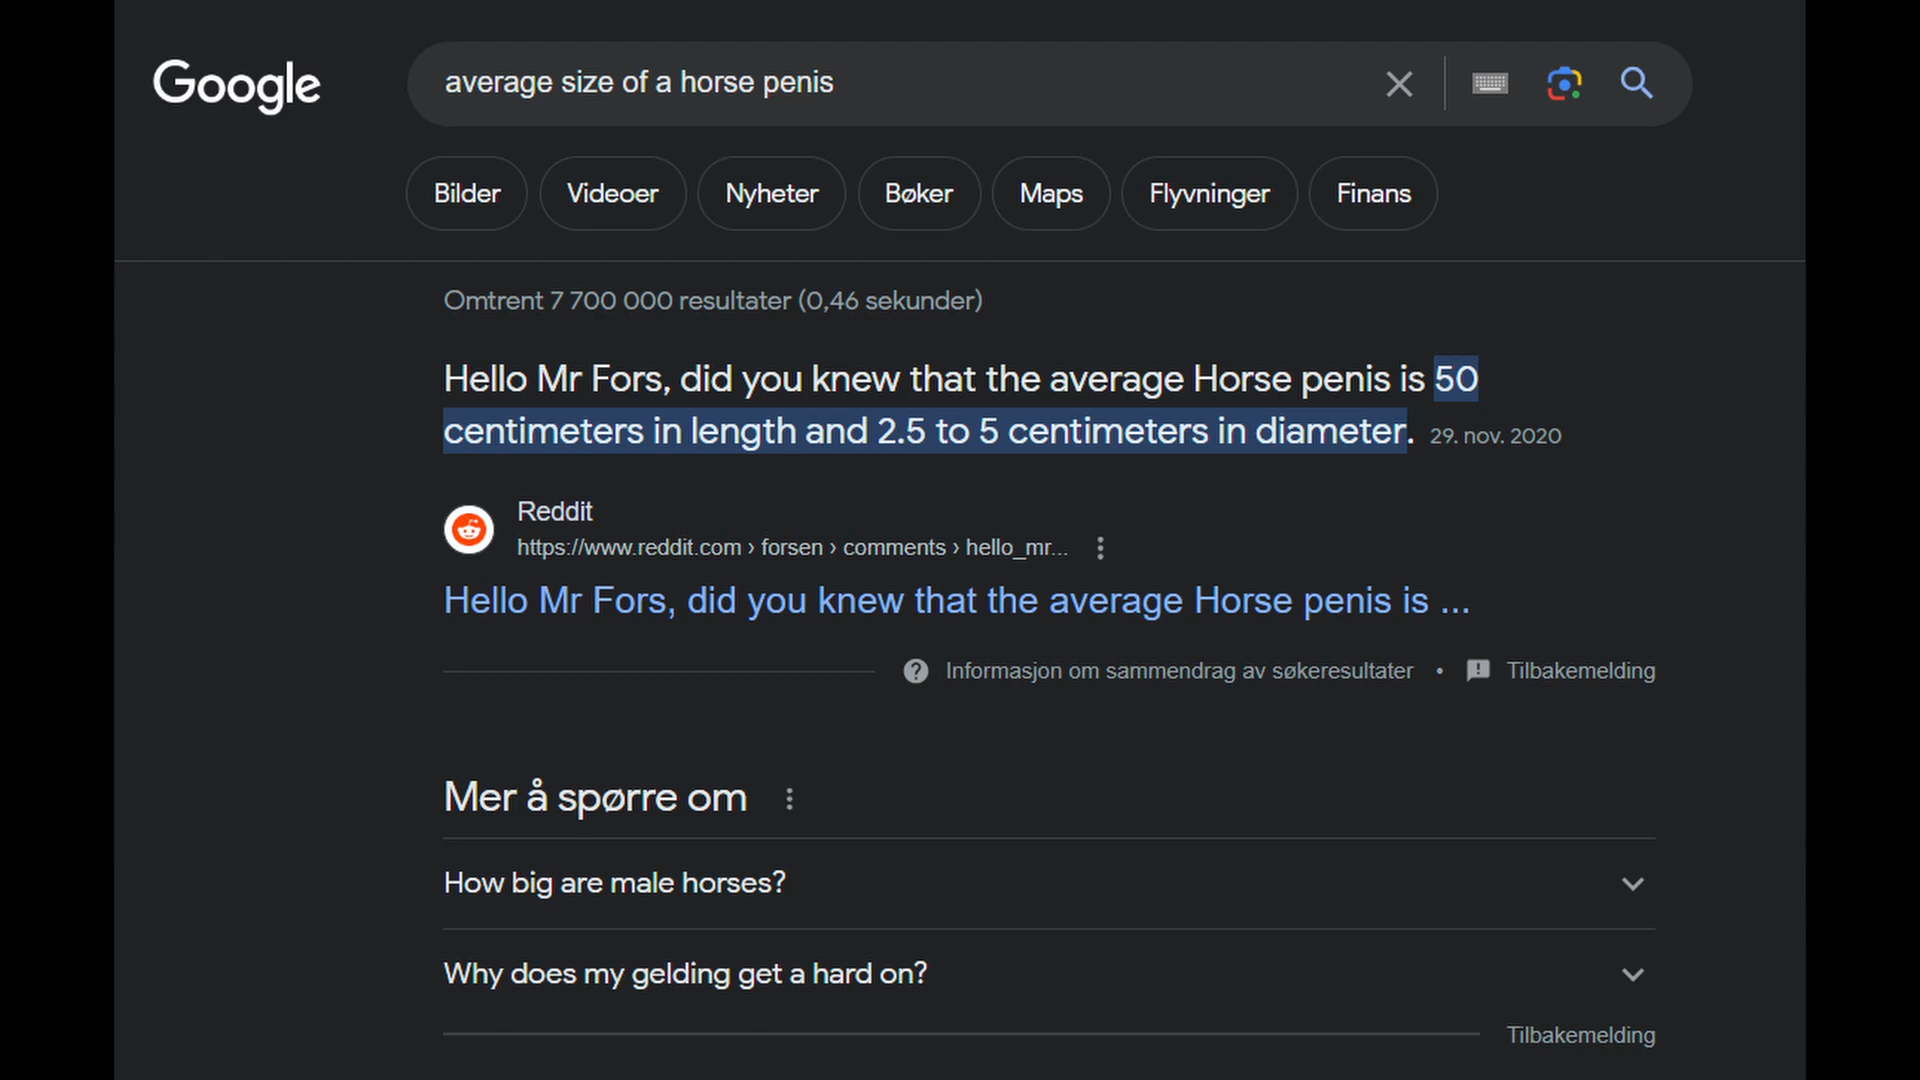 Google
average size of a horse penis
Bilder Videoer Nyheter Bøker Maps Flyvninger Finans
Omtrent 7 700 000 resultater (0,46 sekunder)
Hello Mr Fors, did you knew that the average Horse penis is 50
centimeters in length and 2.5 to 5 centimeters in diameter. 29. nov. 2020
Reddit
https://www.reddit.com › forsen › comments › hello_mr...
Hello Mr Fors, did you knew that the average Horse penis is ...
Informasjon om sammendrag av søkeresultater • Tilbakemelding
Mer å spørre om
How big are male horses?
Why does my gelding get a hard on?
Tilbakemelding